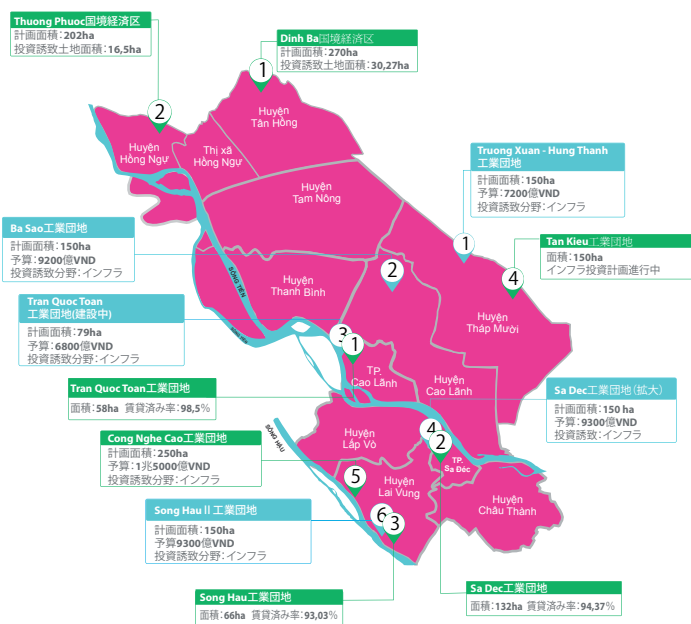 Thuong Phuoc国境経済区
計画面積：202ha
投資誘致土地面積：16,5ha
Dinh Ba国境経済区
計画面積：270ha
投資誘致土地面積：30,27ha
1
2
Huyện
Tân Hồng
Huyện
Hồng Ngự
Thị xã
Hồng Ngự
Truong Xuan - Hung Thanh
工業団地
計画面積：150ha
予算：7200億VND
投資誘致分野：インフラ
Huyện
Tam Nông
Ba Sao工業団地
計画面積：150ha
予算：9200億VND
投資誘致分野：インフラ
1
Tan Kieu工業団地
面積：150ha
インフラ投資計画進行中
2
4
SÔNG TIỀN
Huyện
Thanh Bình
Tran Quoc Toan
工業団地(建設中)
計画面積：79ha
予算：6800億VND
投資誘致分野：インフラ
Huyện
Tháp Mười
3
1
TP.
Cao Lãnh
Huyện
Cao Lãnh
Tran Quoc Toan工業団地
面積：58ha 賃貸済み率：98,5%
Sa Dec工業団地（拡大）
計画面積：150 ha
予算：9300億VND
投資誘致：インフラ
Cong Nghe Cao工業団地
計画面積：250ha
予算：1兆5000億VND
投資誘致分野：インフラ
SÔNG HẬU
Huyện
Lấp Vò
4
2
TP.
Sa Đéc
5
Huyện
Lai Vung
Huyện
Châu Thành
Song Hau II工業団地
計画面積：150ha
予算9300億VND
投資誘致分野：インフラ
6
3
Song Hau工業団地
面積：66ha 賃貸済み率：93,03%
Sa Dec工業団地
面積：132ha 賃貸済み率：94,37%